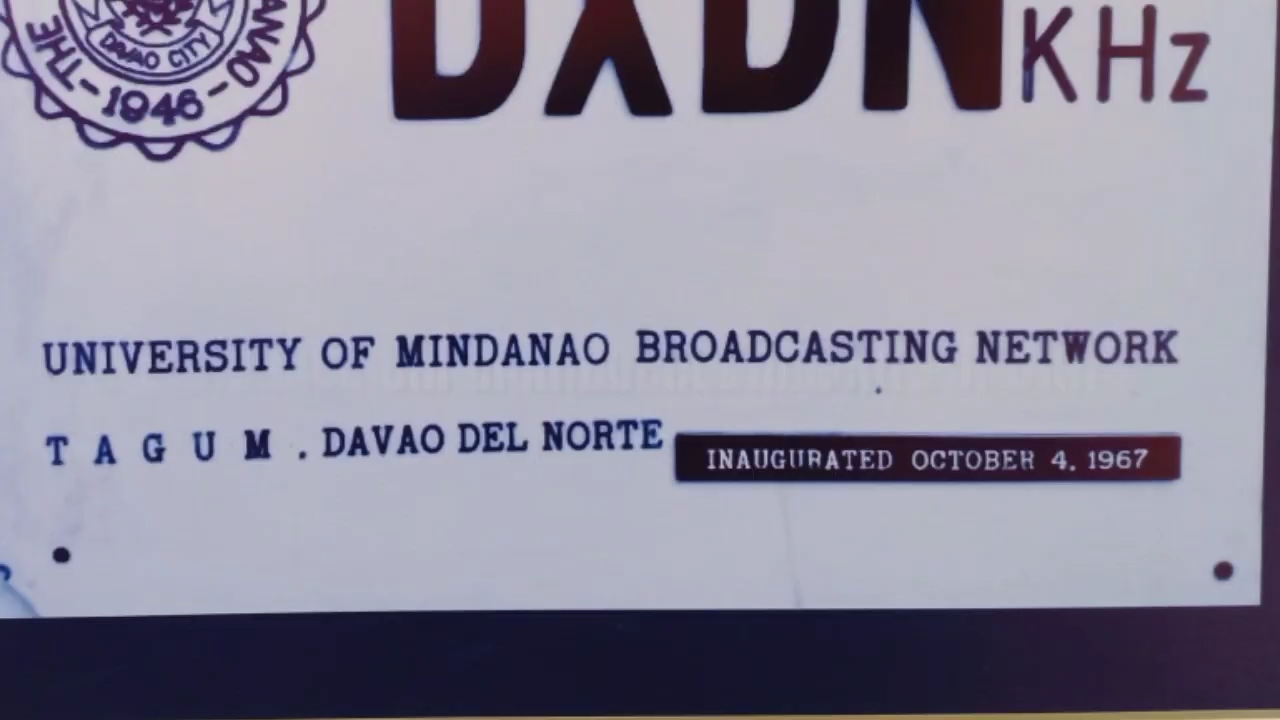 DXDN KHz
DAVAO CITY
THE ANAO
- 1946 -
UNIVERSITY OF MINDANAO BROADCASTING NETWORK
TAGUM . DAVAO DEL NORTE
INAUGURATED OCTOBER 4, 1967